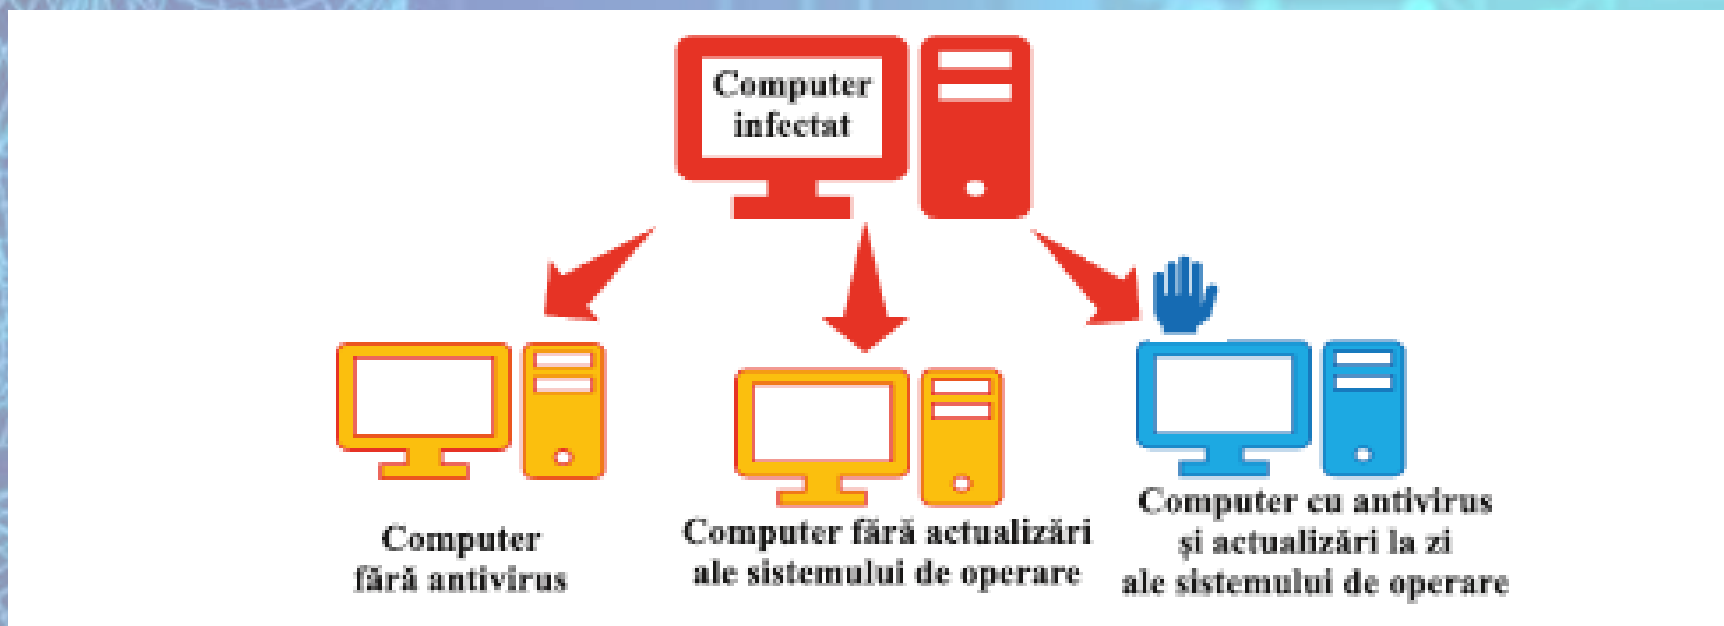 Computer
infectat
Computer
fără antivirus
Computer fără actualizări
ale sistemului de operare
Computer cu antivirus
și actualizări la zi
ale sistemului de operare